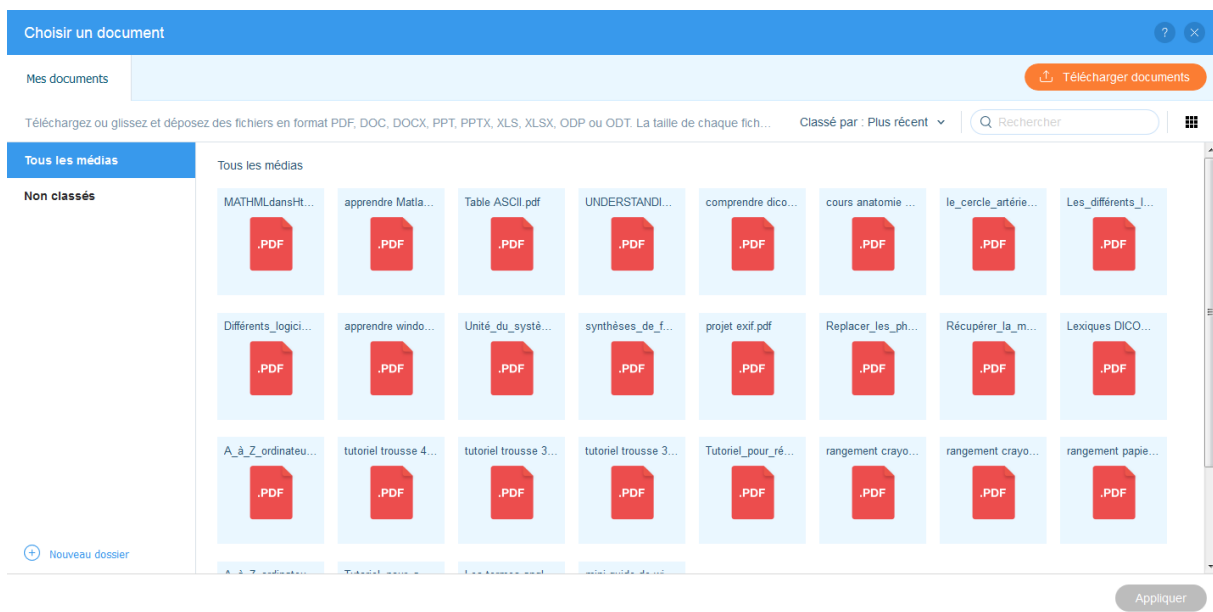 Choisir un document
?
Mes documents
Télécharger documents
Téléchargez ou glissez et déposez des fichiers en format PDF, DOC, DOCX, PPT, PPTX, XLS, XLSX, ODP ou ODT. La taille de chaque fich... Classé par : Plus récent Rechercher
Tous les médias
Non classés
Nouveau dossier
Tous les médias
MATHMLdansHt... apprendre Matla... Table ASCII.pdf UNDERSTANDI... comprendre dico... cours anatomie ... le_cercle_artérie... Les_différents_l...
.PDF .PDF .PDF .PDF .PDF .PDF .PDF .PDF
Différents_logici... apprendre windo... Unité_du_systè... synthèses_de_f... projet exif.pdf Replacer_les_ph... Récupérer_la_m... Lexiques DICO...
.PDF .PDF .PDF .PDF .PDF .PDF .PDF .PDF
A_à_Z_ordinateu... tutoriel trousse 4... tutoriel trousse 3... tutoriel trousse 3... Tutoriel_pour_ré... rangement crayo... rangement crayo... rangement papie...
.PDF .PDF .PDF .PDF .PDF .PDF .PDF .PDF
Appliquer